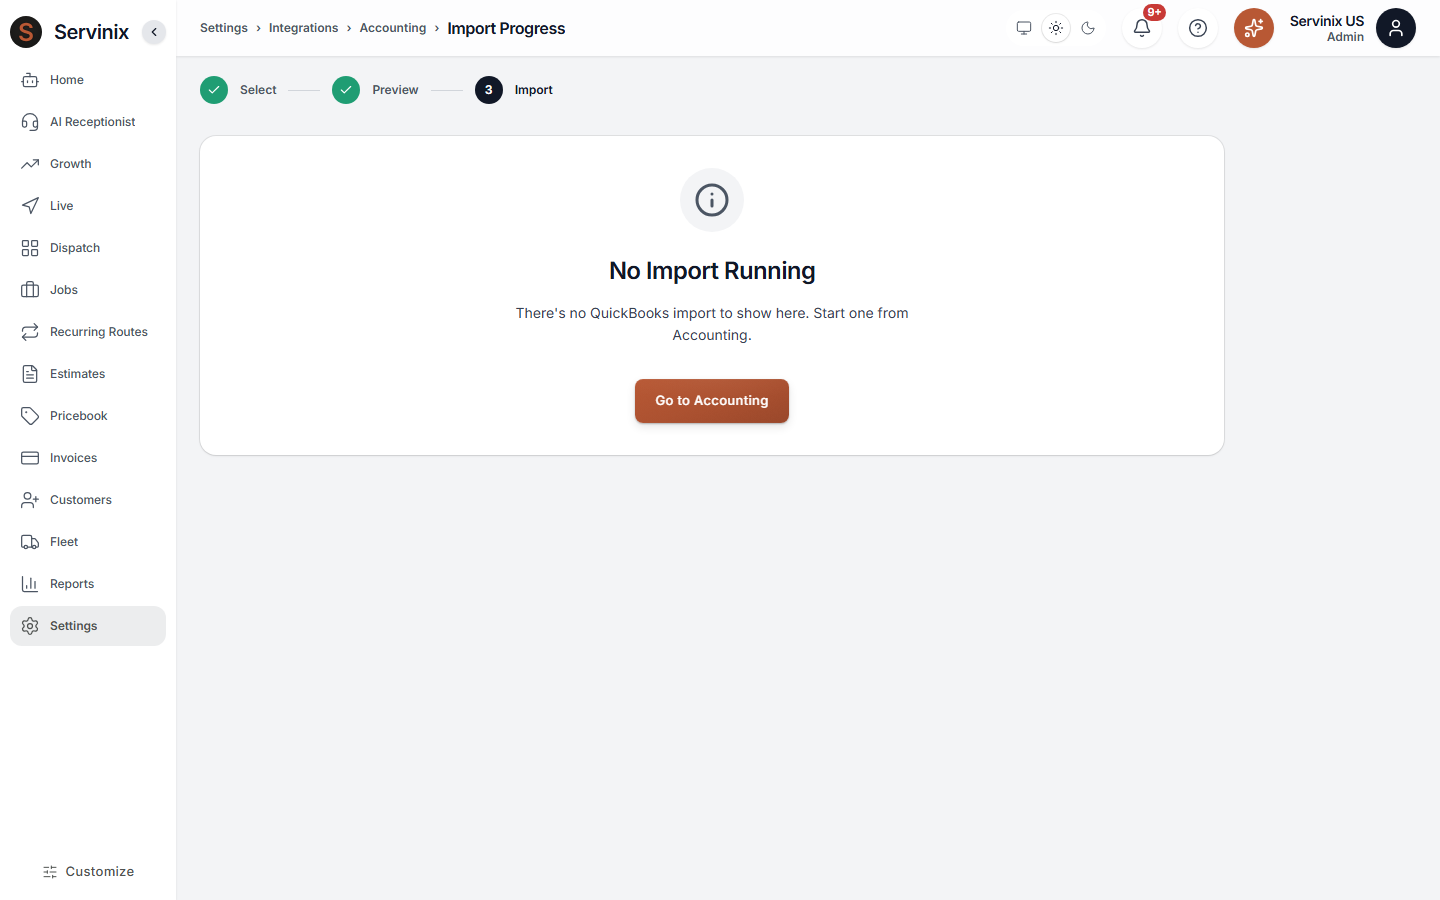 S
Servinix
Home
AI Receptionist
Growth
Live
Dispatch
Jobs
Recurring Routes
Estimates
Pricebook
Invoices
Customers
Fleet
Reports
Settings
Customize
Settings › Integrations › Accounting › Import Progress
9+
Servinix US
Admin
Select
Preview
3 Import
No Import Running
There's no QuickBooks import to show here. Start one from
Accounting.
Go to Accounting